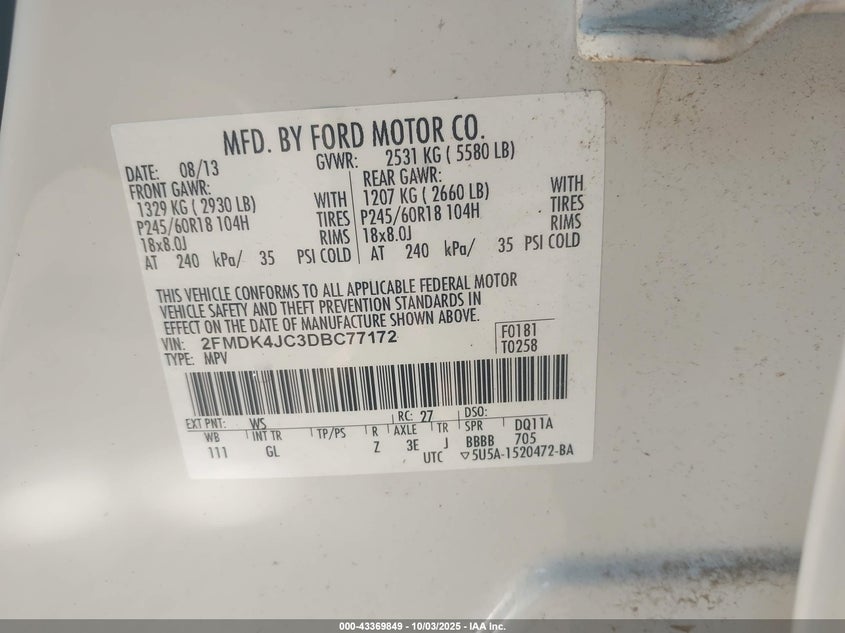 MFD. BY FORD MOTOR CO.
DATE: 08/13 GVWR: 2531 KG ( 5580 LB)
FRONT GAWR: REAR GAWR:
1329 KG ( 2930 LB) WITH 1207 KG ( 2660 LB) WITH
P245/60R18 104H TIRES P245/60R18 104H TIRES
18x8.0J RIMS 18x8.0J RIMS
AT 240 kPa/ 35 PSI COLD AT 240 kPa/ 35 PSI COLD
THIS VEHICLE CONFORMS TO ALL APPLICABLE FEDERAL MOTOR
VEHICLE SAFETY AND THEFT PREVENTION STANDARDS IN
EFFECT ON THE DATE OF MANUFACTURE SHOWN ABOVE.
VIN: 2FMDK4JC3DBC77172 F0181
TYPE: MPV T0258
EXT PNT: WS RC: 27 DSO:
WB INT TR TP/PS R AXLE TR SPR DQ11A
111 GL Z 3E J BBBB 705
UTC ▽5U5A-1520472-BA
000-43369849 - 10/03/2025 - IAA Inc.